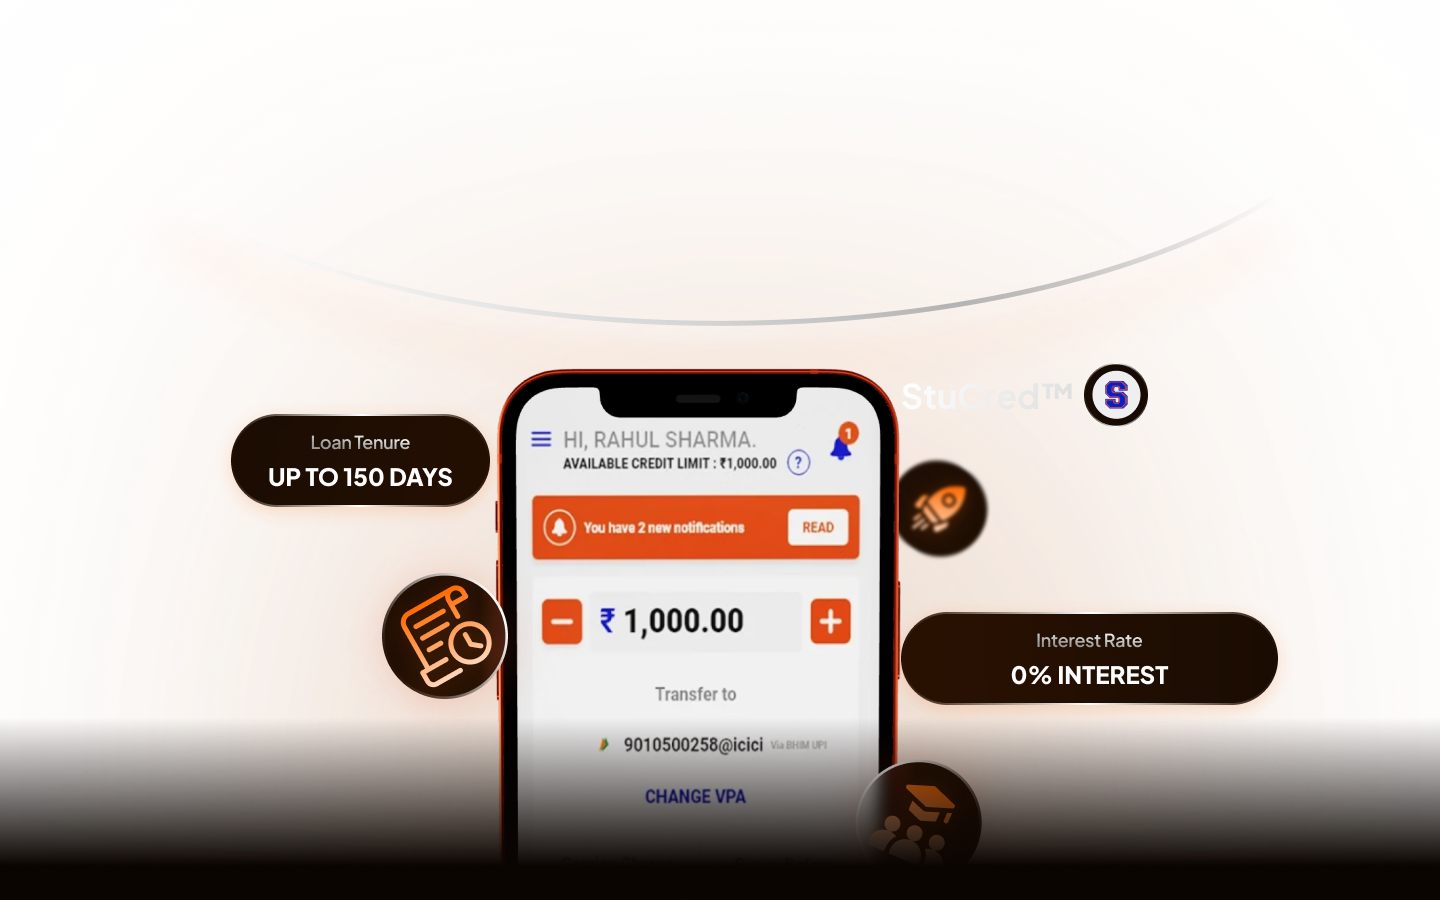 StuCred™
S
Loan Tenure
UP TO 150 DAYS
HI, RAHUL SHARMA.
1
AVAILABLE CREDIT LIMIT : ₹1,000.00 ?
You have 2 new notifications
READ
₹ 1,000.00
Transfer to
9010500258@icici Via BHIM UPI
CHANGE VPA
Interest Rate
0% INTEREST